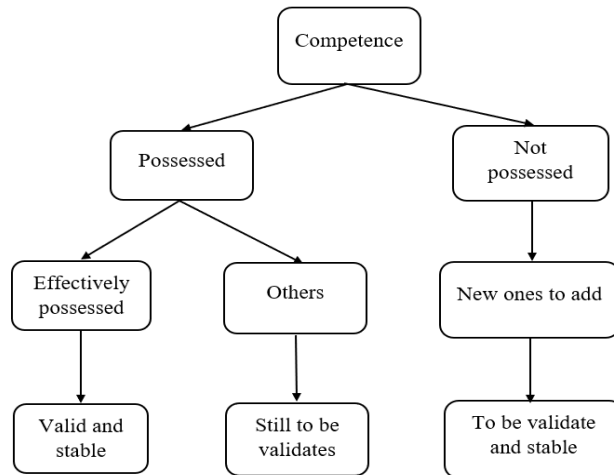 Competence
Possessed
Not
possessed
Effectively
possessed
Others
New ones to add
Valid and
stable
Still to be
validates
To be validate
and stable